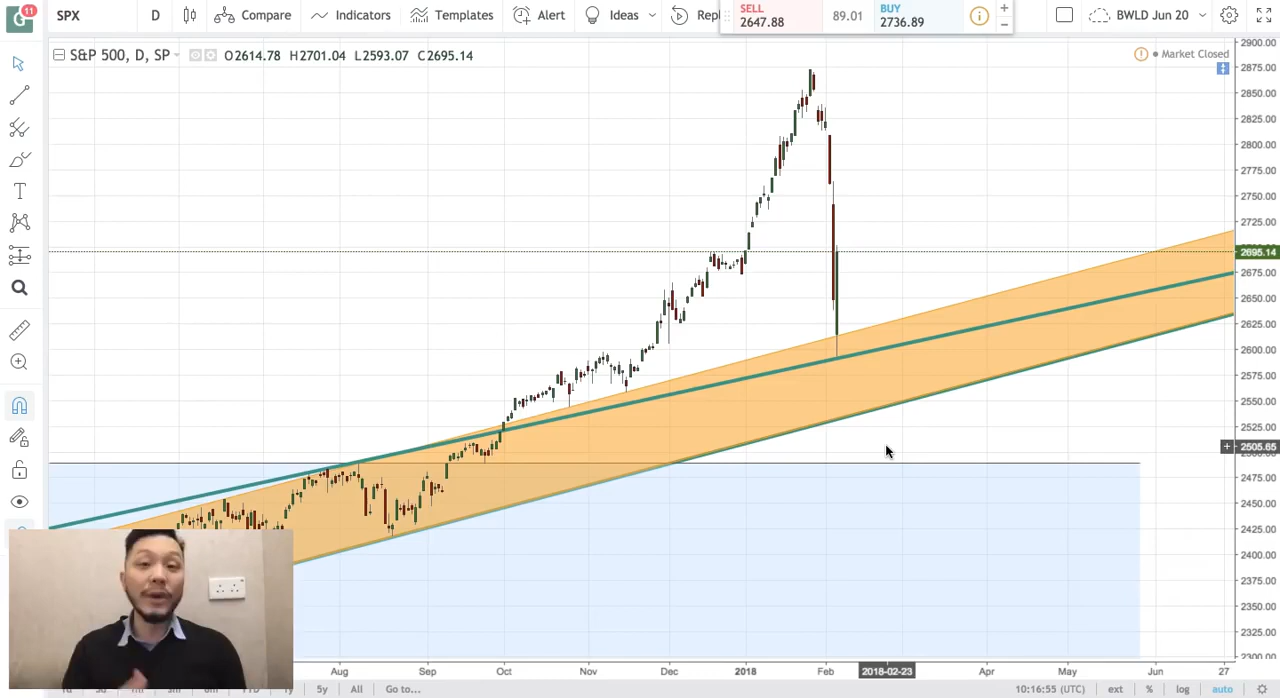 11
SPX
D
Compare
Indicators
Templates
Alert
Ideas
Repl
SELL
2647.88
89.01
BUY
2736.89
BWLD Jun 20
S&P 500, D, SP
O2614.78 H2701.04 L2593.07 C2695.14
Market Closed
2900.00
2875.00
2850.00
2825.00
2800.00
2775.00
2750.00
2725.00
2695.14
2675.00
2650.00
2625.00
2600.00
2575.00
2550.00
2525.00
2505.65
2475.00
2450.00
2425.00
2400.00
2375.00
2350.00
2325.00
2300.00
Aug Sep Oct Nov Dec 2018 Feb 2018-02-23 Apr May Jun 27
5y All Go to...
10:16:55 (UTC) ext % log auto